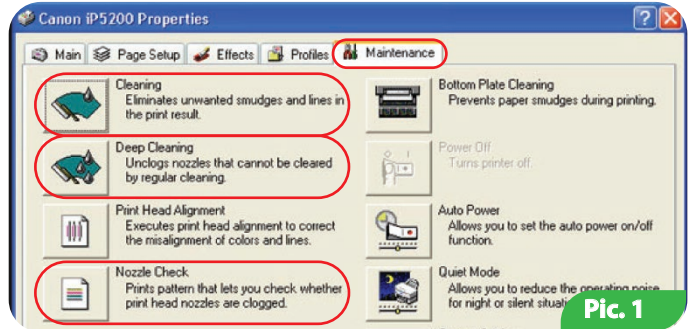 Canon iP5200 Properties
Main Page Setup Effects Profiles Maintenance
Cleaning
Eliminates unwanted smudges and lines in
the print result.
Deep Cleaning
Unclogs nozzles that cannot be cleared
by regular cleaning.
Print Head Alignment
Executes print head alignment to correct
the misalignment of colors and lines.
Nozzle Check
Prints pattern that lets you check whether
print head nozzles are clogged.
Bottom Plate Cleaning
Prevents paper smudges during printing.
Power Off
Turns printer off.
Auto Power
Allows you to set the auto power on/off
function.
Quiet Mode
Allows you to reduce the operating noise
for night or silent
Pic. 1